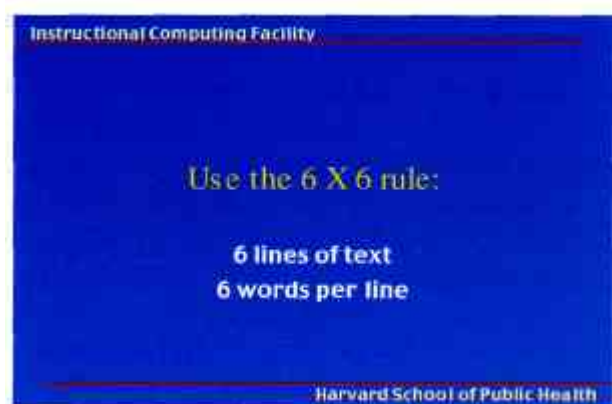 Instructional Computing Facility
Use the 6 X 6 rule:
6 lines of text
6 words per line
Harvard School of Public Health